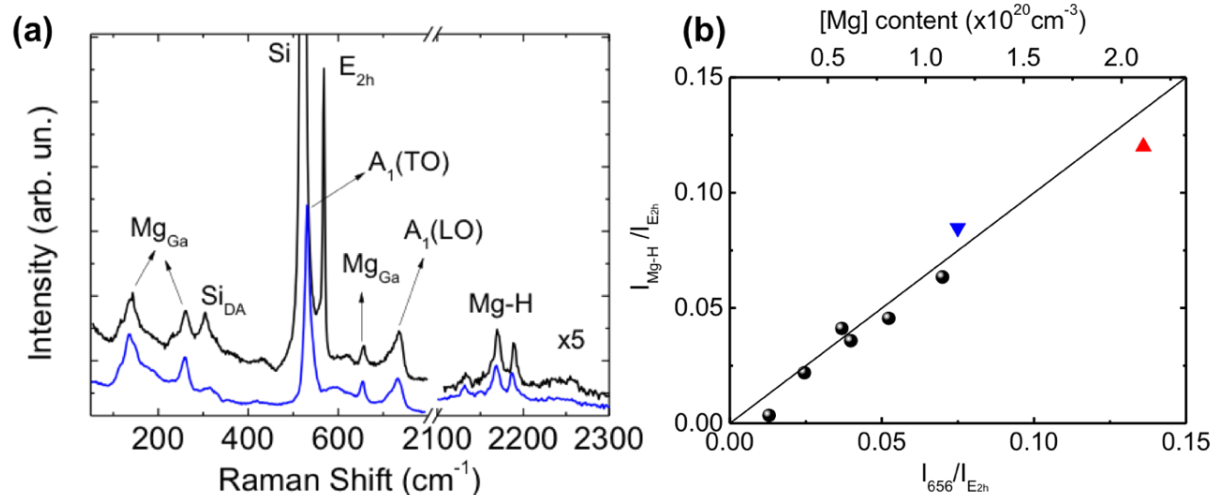 (a)
Si
E2h
A1(TO)
MgGa
A1(LO)
SiDA
MgGa
Mg-H
x5
Intensity (arb. un.)
200
400
600
2100
2200
2300
Raman Shift (cm-1)
(b)
[Mg] content (x10^20cm-3)
0.5
1.0
1.5
2.0
0.15
0.10
0.05
0.00
IMg-H /IE2h
0.00
0.05
0.10
0.15
I656/IE2h